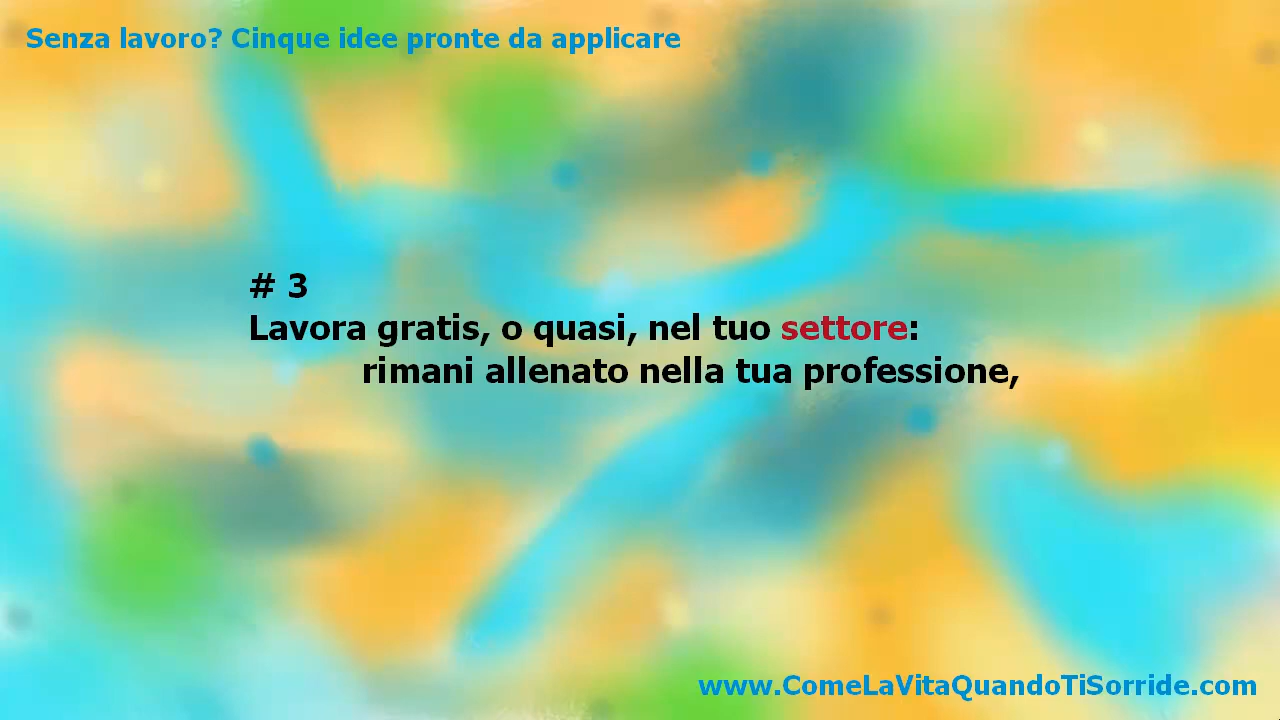 Senza lavoro? Cinque idee pronte da applicare
# 3
Lavora gratis, o quasi, nel tuo settore:
rimani allenato nella tua professione,
www.ComeLaVitaQuandoTiSorride.com